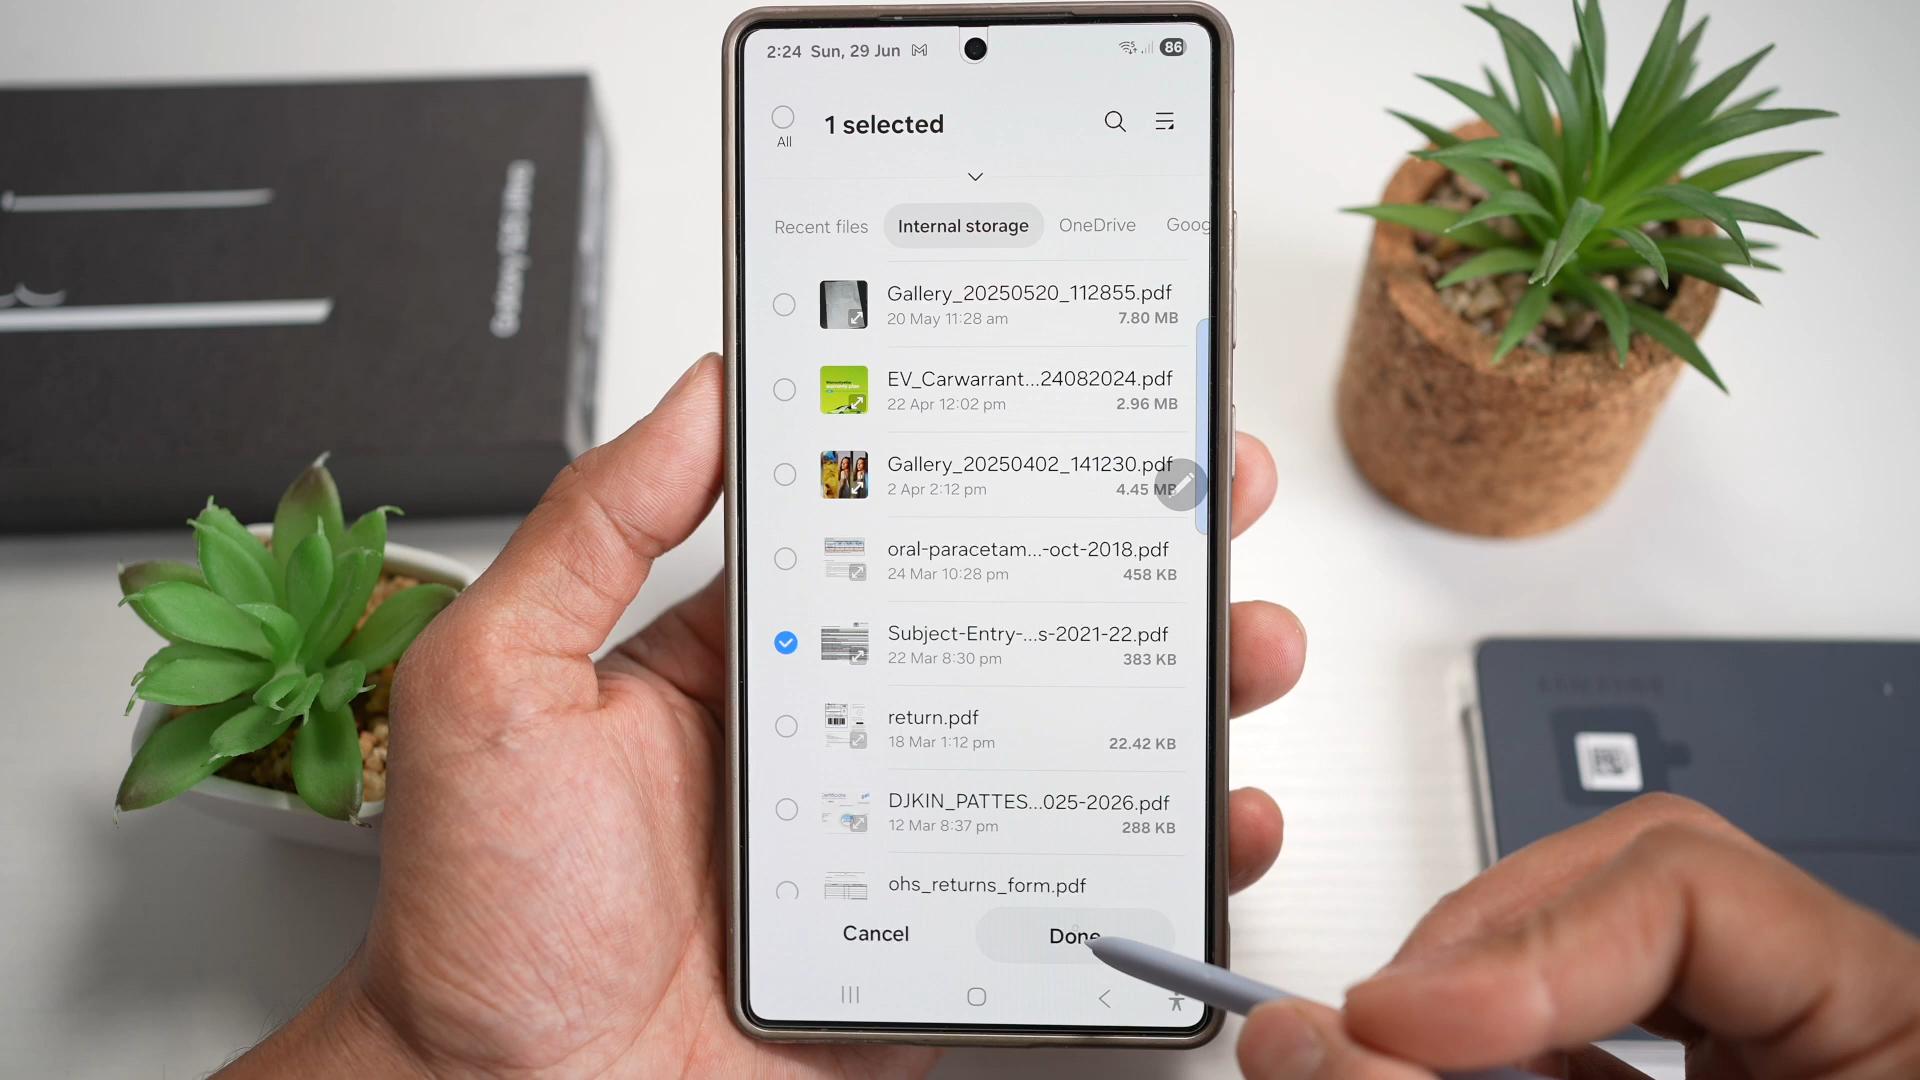 2:24 Sun, 29 Jun
86
All
1 selected
Recent files
Internal storage
OneDrive
Goog
Gallery_20250520_112855.pdf
20 May 11:28 am
7.80 MB
EV_Carwarrant...24082024.pdf
22 Apr 12:02 pm
2.96 MB
Gallery_20250402_141230.pdf
2 Apr 2:12 pm
4.45 MB
oral-paracetam...-oct-2018.pdf
24 Mar 10:28 pm
458 KB
Subject-Entry-...s-2021-22.pdf
22 Mar 8:30 pm
383 KB
return.pdf
18 Mar 1:12 pm
22.42 KB
DJKIN_PATTES...025-2026.pdf
12 Mar 8:37 pm
288 KB
ohs_returns_form.pdf
Cancel
Done
SAMSUNG